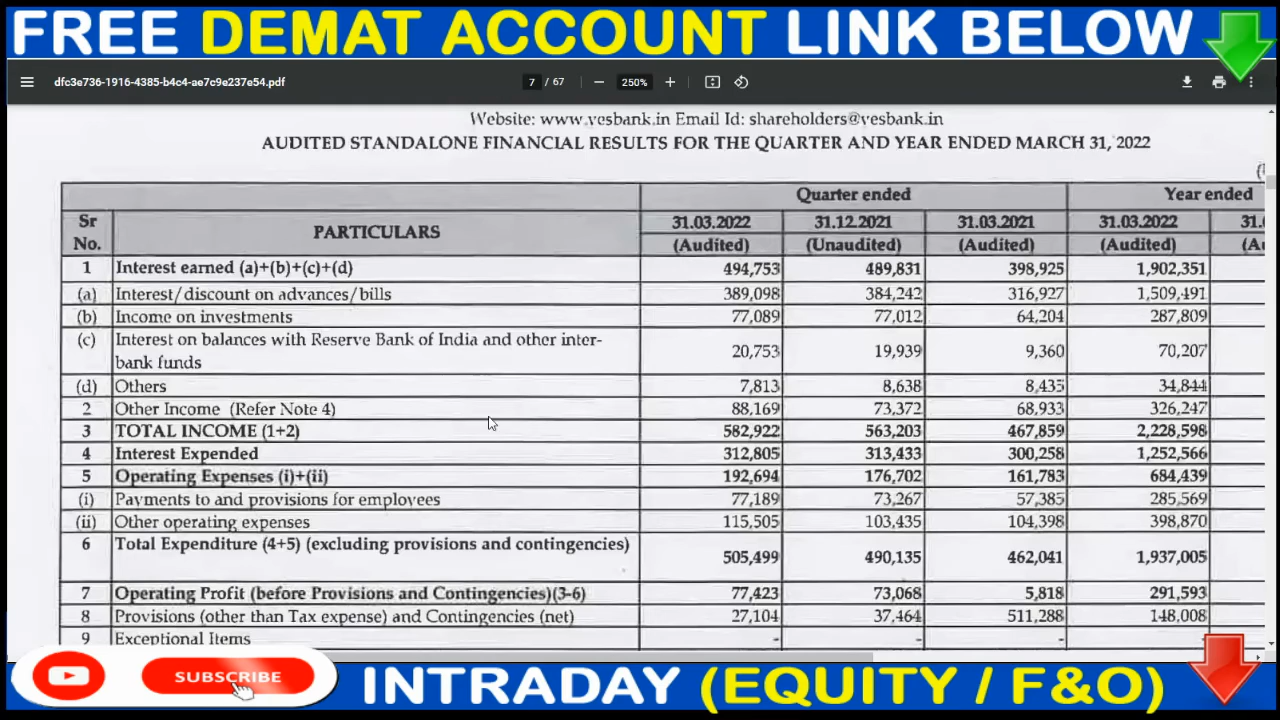 FREE DEMAT ACCOUNT LINK BELOW
dfc3e736-1916-4385-b4c4-ae7c9e237e54.pdf 7 / 67 — 250% +
Website: www.yesbank.in Email Id: shareholders@yesbank.in
AUDITED STANDALONE FINANCIAL RESULTS FOR THE QUARTER AND YEAR ENDED MARCH 31, 2022
Quarter ended Year ended
Sr No. PARTICULARS 31.03.2022 31.12.2021 31.03.2021 31.03.2022
(Audited) (Unaudited) (Audited) (Audited)
1 Interest earned (a)+(b)+(c)+(d) 494,753 489,831 398,925 1,902,351
(a) Interest/discount on advances/bills 389,098 384,242 316,927 1,509,491
(b) Income on investments 77,089 77,012 64,204 287,809
(c) Interest on balances with Reserve Bank of India and other inter-
bank funds 20,753 19,939 9,360 70,207
(d) Others 7,813 8,638 8,435 34,844
2 Other Income (Refer Note 4) 88,169 73,372 68,933 326,247
3 TOTAL INCOME (1+2) 582,922 563,203 467,859 2,228,598
4 Interest Expended 312,805 313,433 300,258 1,252,566
5 Operating Expenses (i)+(ii) 192,694 176,702 161,783 684,439
(i) Payments to and provisions for employees 77,189 73,267 57,385 285,569
(ii) Other operating expenses 115,505 103,435 104,398 398,870
6 Total Expenditure (4+5) (excluding provisions and contingencies) 505,499 490,135 462,041 1,937,005
7 Operating Profit (before Provisions and Contingencies)(3-6) 77,423 73,068 5,818 291,593
8 Provisions (other than Tax expense) and Contingencies (net) 27,104 37,464 511,288 148,008
9 Exceptional Items - - - -
SUBSCRIBE
INTRADAY (EQUITY / F&O)